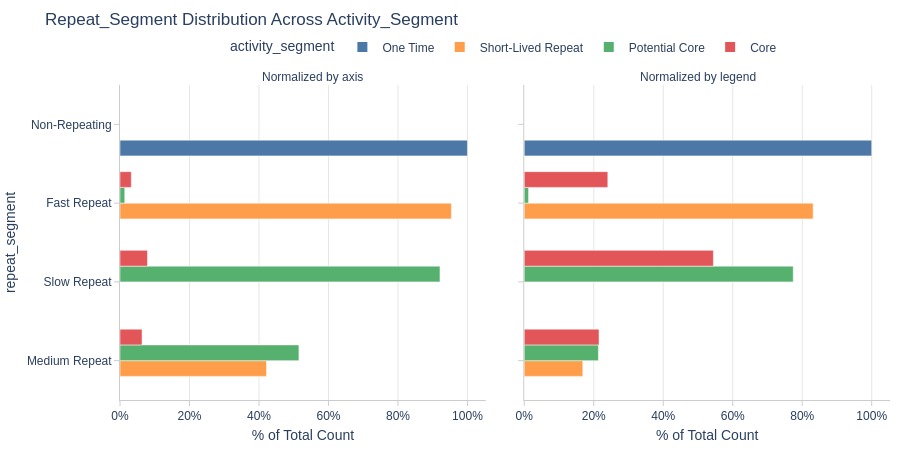 Repeat_Segment Distribution Across Activity_Segment
activity_segment One Time Short-Lived Repeat Potential Core Core
Normalized by axis Normalized by legend
repeat_segment
Non-Repeating
Fast Repeat
Slow Repeat
Medium Repeat
0% 20% 40% 60% 80% 100% 0% 20% 40% 60% 80% 100%
% of Total Count % of Total Count